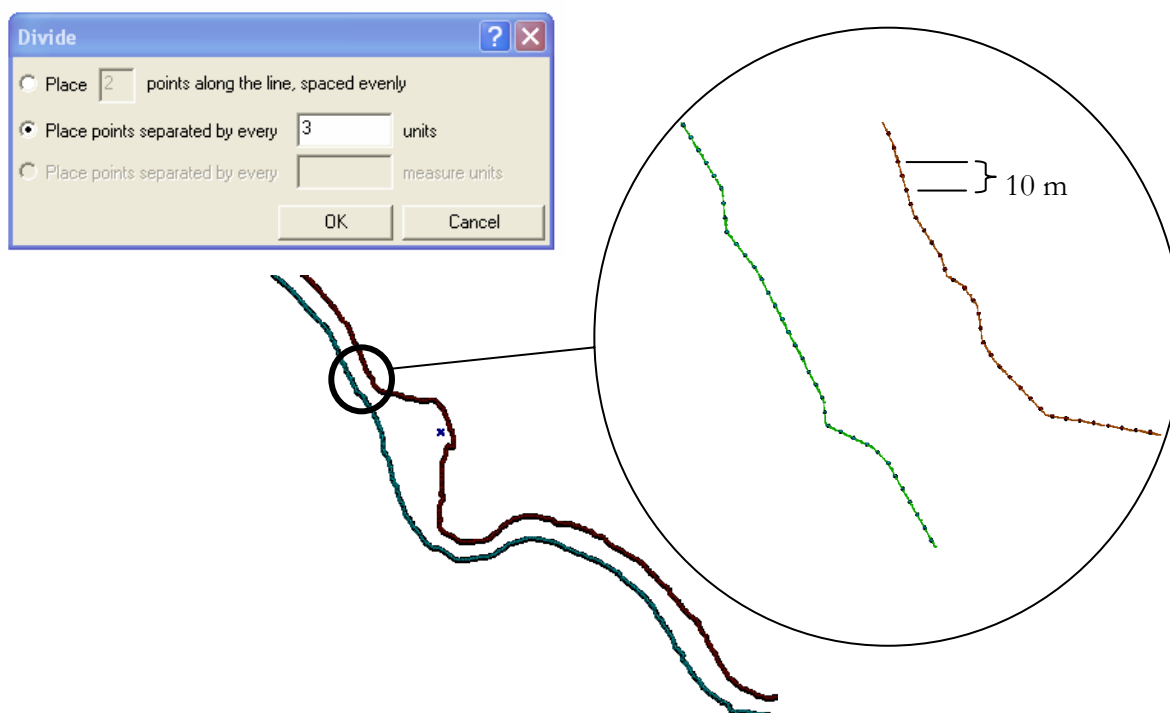 Divide
Place 2 points along the line, spaced evenly
Place points separated by every 3 units
Place points separated by every measure units
OK Cancel
10 m